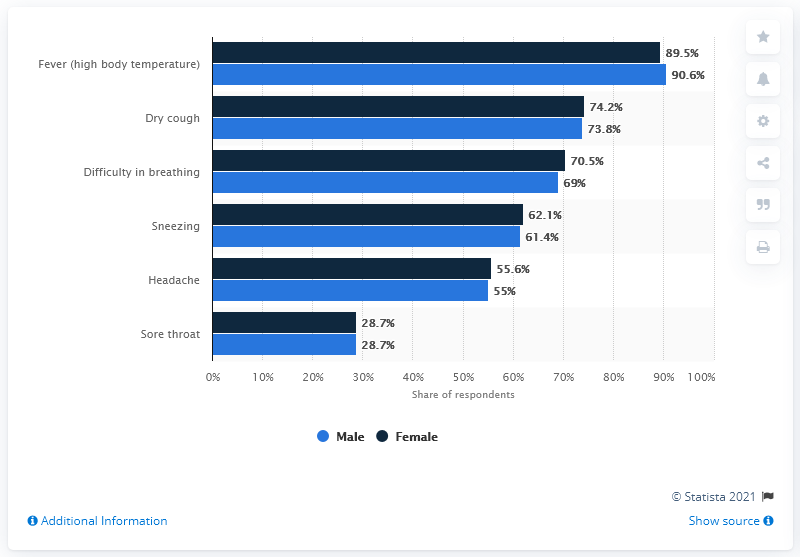 Fever (high body temperature)
89.5%
90.6%
Dry cough
74.2%
73.8%
Difficulty in breathing
70.5%
69%
Sneezing
62.1%
61.4%
Headache
55.6%
55%
Sore throat
28.7%
28.7%
0% 10% 20% 30% 40% 50% 60% 70% 80% 90% 100%
Share of respondents
Male Female
© Statista 2021
Additional Information Show source